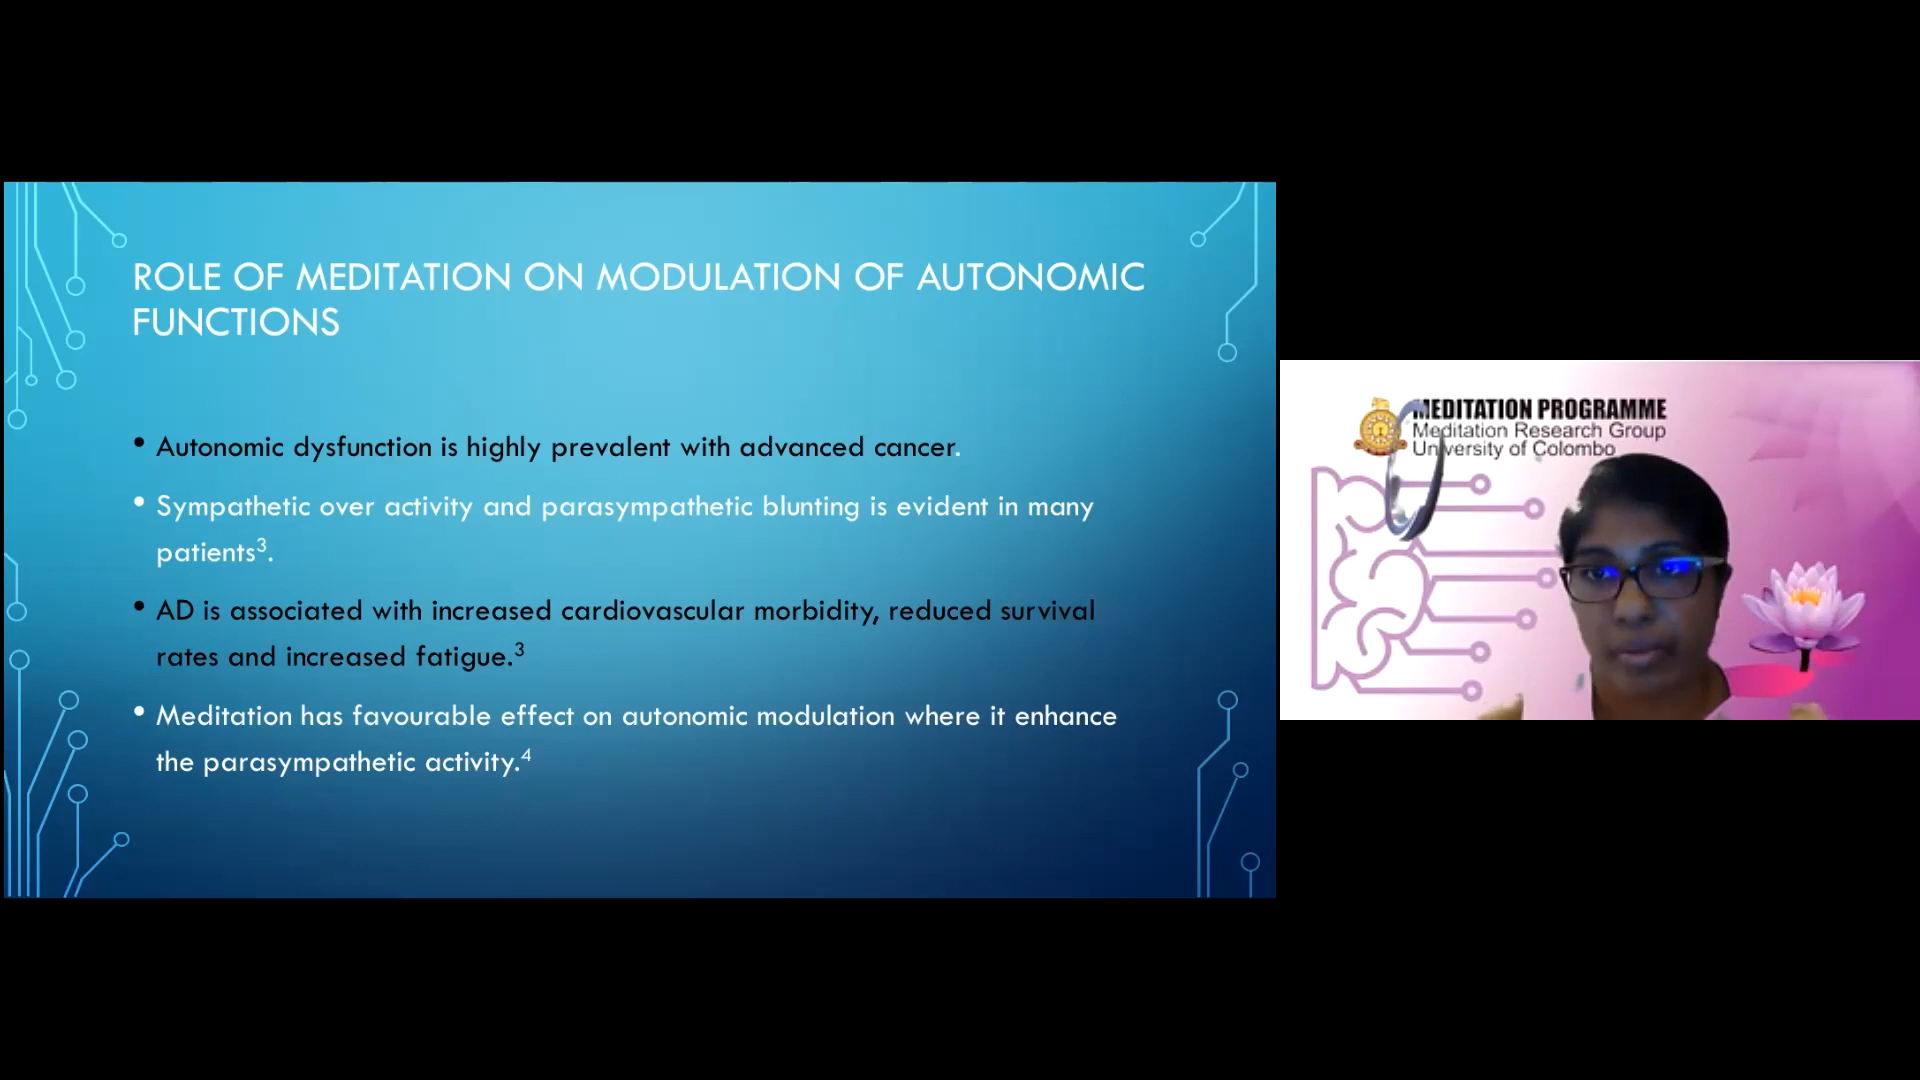 ROLE OF MEDITATION ON MODULATION OF AUTONOMIC
FUNCTIONS
• Autonomic dysfunction is highly prevalent with advanced cancer.
• Sympathetic over activity and parasympathetic blunting is evident in many
patients³.
• AD is associated with increased cardiovascular morbidity, reduced survival
rates and increased fatigue.³
• Meditation has favourable effect on autonomic modulation where it enhance
the parasympathetic activity.⁴
MEDITATION PROGRAMME
Meditation Research Group
University of Colombo